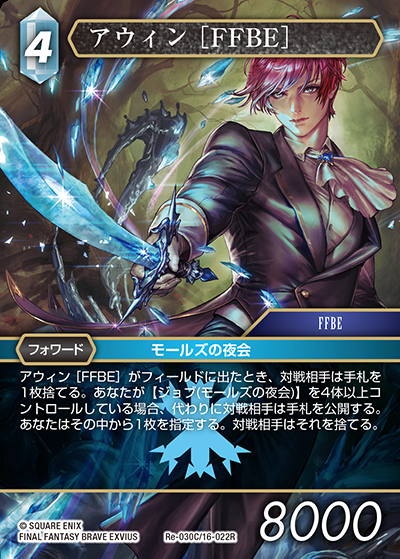 4
アウィン [FFBE]
FFBE
フォワード
モールズの夜会
アウィン [FFBE] がフィールドに出たとき、対戦相手は手札を
1枚捨てる。あなたが【ジョブ(モールズの夜会)】を4体以上コ
ントロールしている場合、代わりに対戦相手は手札を公開する。
あなたはその中から1枚を指定する。対戦相手はそれを捨てる。
© SQUARE ENIX
FINAL FANTASY BRAVE EXVIUS
Re-030C/16-022R
8000